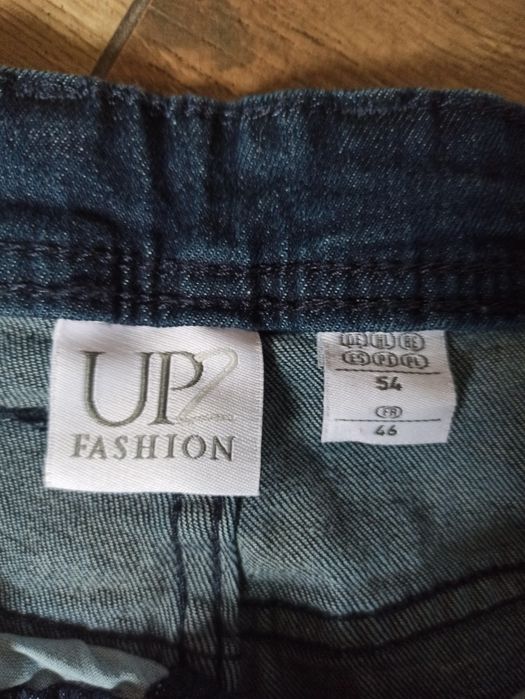 UP2
FASHION
DE NL BE
ES PT PL
54
FR
46